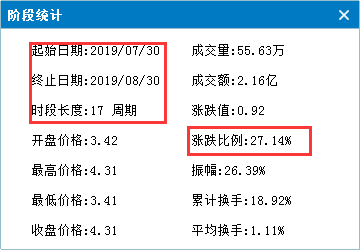 阶段统计
起始日期:2019/07/30
成交量:55.63万
终止日期:2019/08/30
成交额:2.16亿
时段长度:17 周期
涨跌值:0.92
开盘价格:3.42
涨跌比例:27.14%
最高价格:4.31
振幅:26.39%
最低价格:3.41
累计换手:18.92%
收盘价格:4.31
平均换手:1.11%